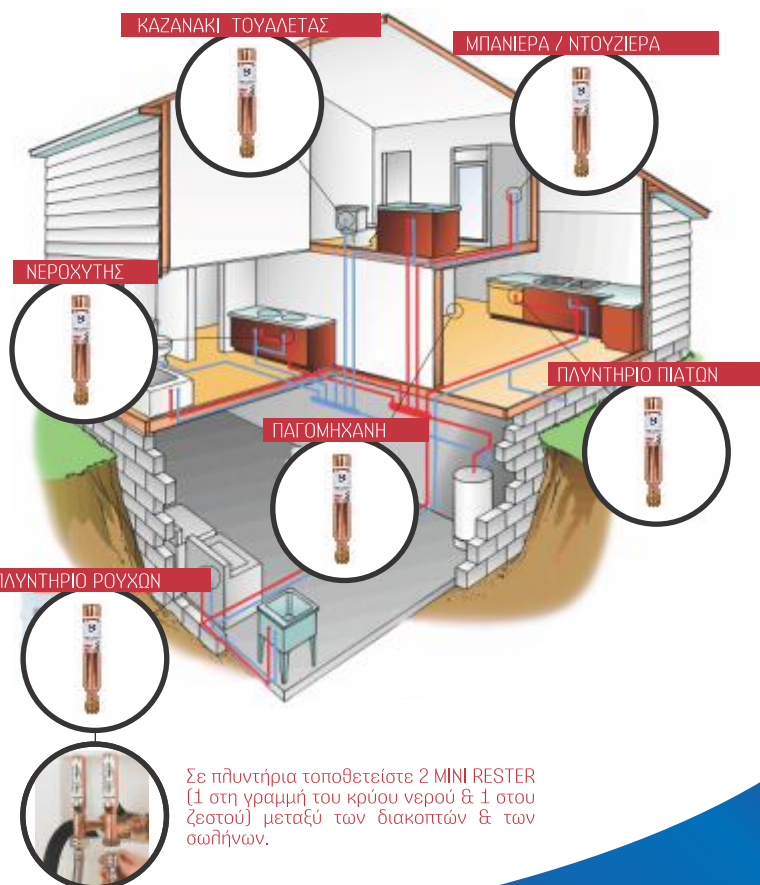 ΚΑΖΑΝΑΚΙ ΤΟΥΑΛΕΤΑΣ
ΜΠΑΝΙΕΡΑ / ΝΤΟΥΖΙΕΡΑ
ΝΕΡΟΧΥΤΗΣ
ΠΛΥΝΤΗΡΙΟ ΠΙΑΤΩΝ
ΠΑΓΟΜΗΧΑΝΗ
ΠΛΥΝΤΗΡΙΟ ΡΟΥΧΩΝ
Σε πλυντήρια τοποθετείστε 2 MINI RESTER
(1 στη γραμμή του κρύου νερού & 1 στου
ζεστού) μεταξύ των διακοπτών & των
σωλήνων.